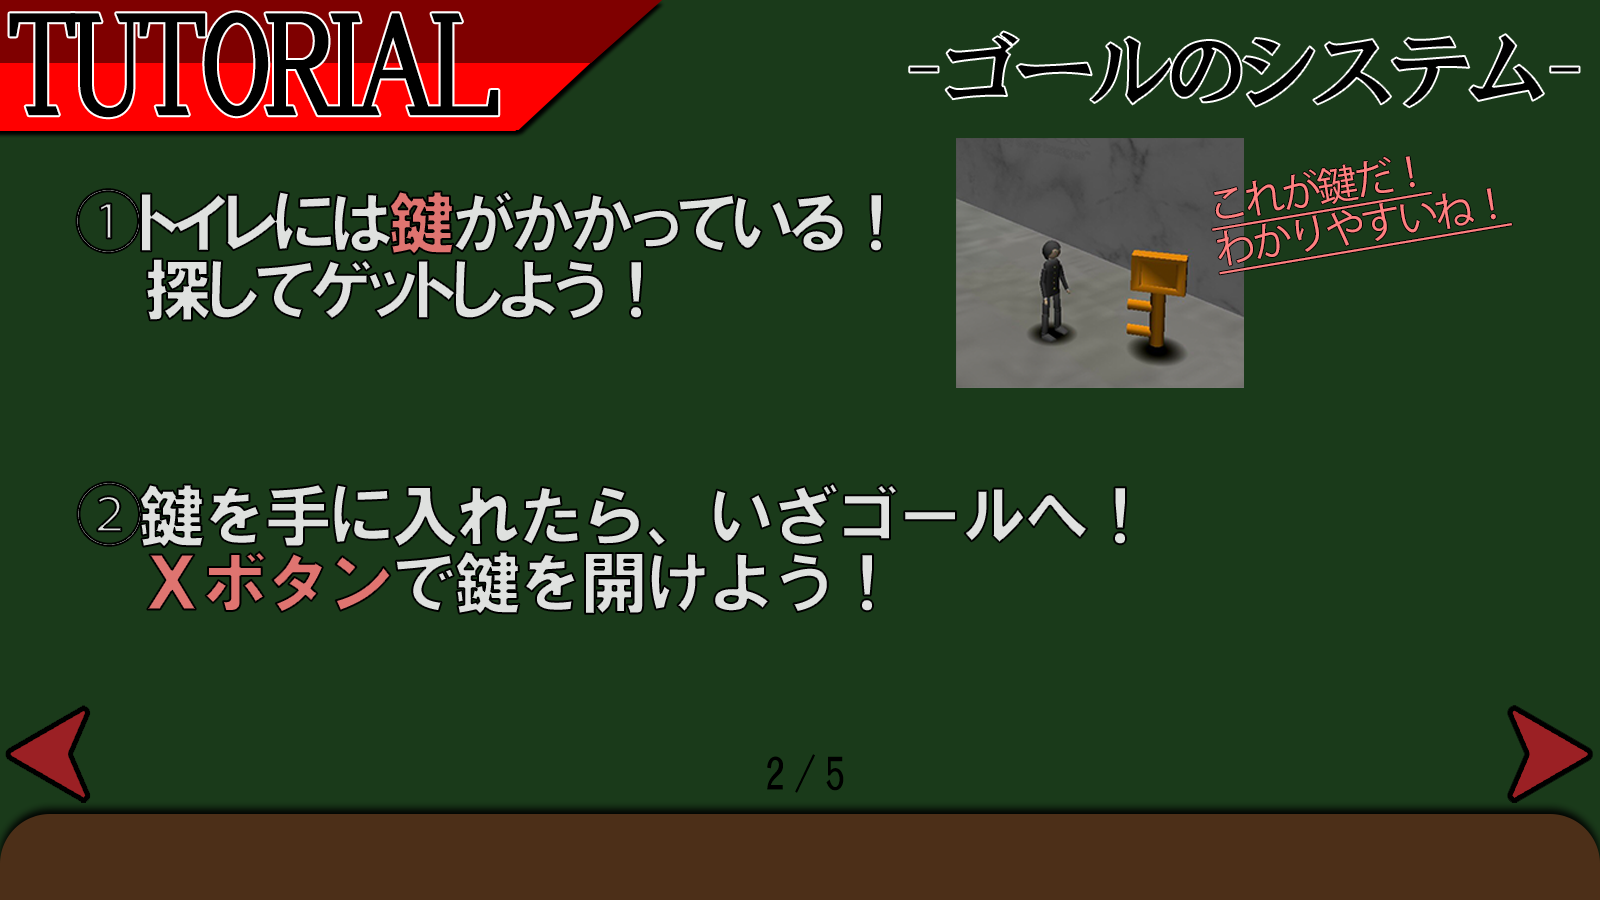 TUTORIAL
-ゴールのシステム-
①トイレには鍵がかかっている！
探してゲットしよう！
これが鍵だ！
わかりやすいね！
②鍵を手に入れたら、いざゴールへ！
Xボタンで鍵を開けよう！
2/5